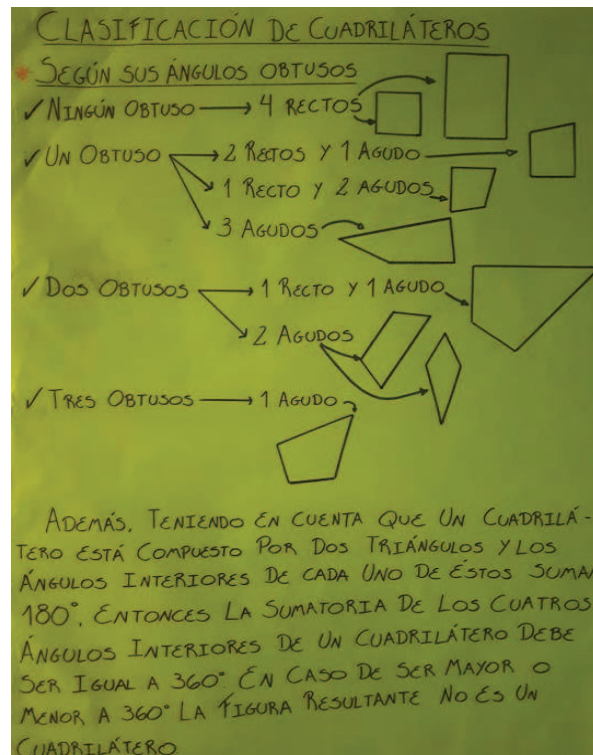 CLASIFICACIÓN DE CUADRILÁTEROS
* SEGÚN SUS ÁNGULOS OBTUSOS
✓ NINGÚN OBTUSO → 4 RECTOS
✓ UN OBTUSO → 2 RECTOS Y 1 AGUDO
→ 1 RECTO Y 2 AGUDOS
→ 3 AGUDOS
✓ DOS OBTUSOS → 1 RECTO Y 1 AGUDO
→ 2 AGUDOS
✓ TRES OBTUSOS → 1 AGUDO
ADEMÁS, TENIENDO EN CUENTA QUE UN CUADRILÁ-
TERO ESTÁ COMPUESTO POR DOS TRIÁNGULOS Y LOS
ÁNGULOS INTERIORES DE CADA UNO DE ÉSTOS SUMAN
180°, ENTONCES LA SUMATORIA DE LOS CUATROS
ÁNGULOS INTERIORES DE UN CUADRILÁTERO DEBE
SER IGUAL A 360° EN CASO DE SER MAYOR O
MENOR A 360° LA FIGURA RESULTANTE NO ES UN
CUADRILÁTERO